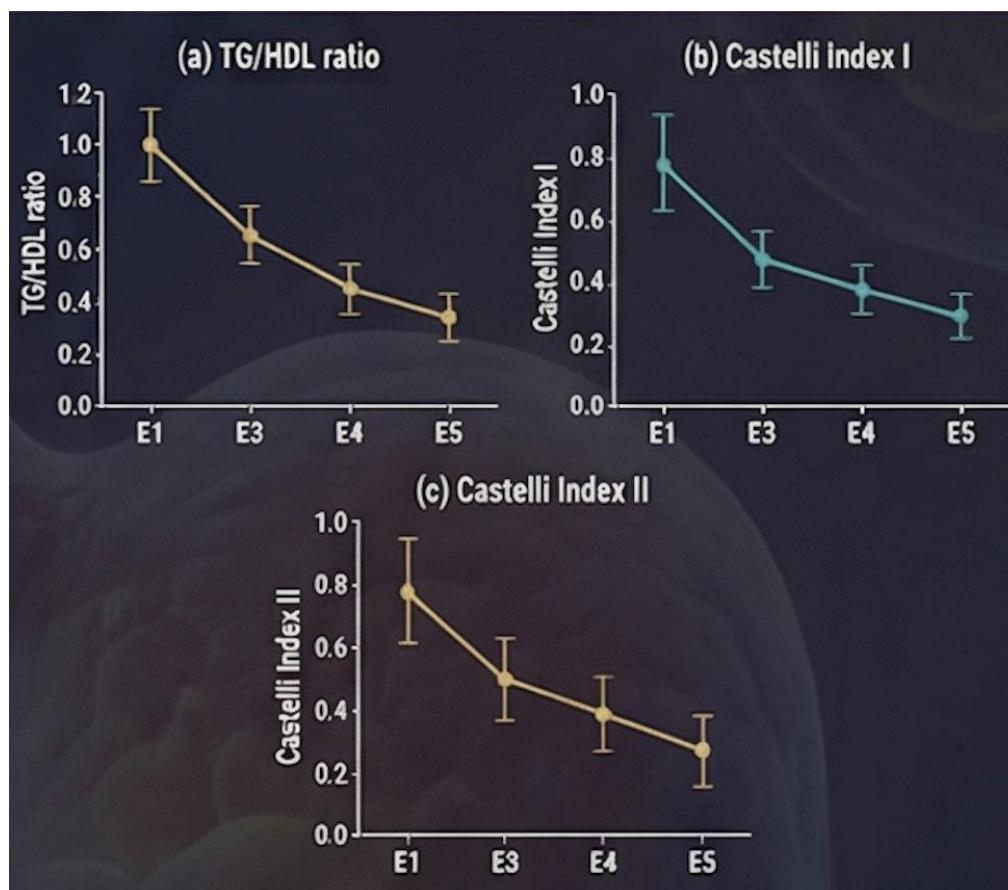 (a) TG/HDL ratio
TG/HDL ratio
1.2
1.0
0.8
0.6
0.4
0.2
0.0
E1 E3 E4 E5
(b) Castelli index I
Castelli Index I
1.0
0.8
0.6
0.4
0.2
0.0
E1 E3 E4 E5
(c) Castelli Index II
Castelli Index II
1.0
0.8
0.6
0.4
0.2
0.0
E1 E3 E4 E5